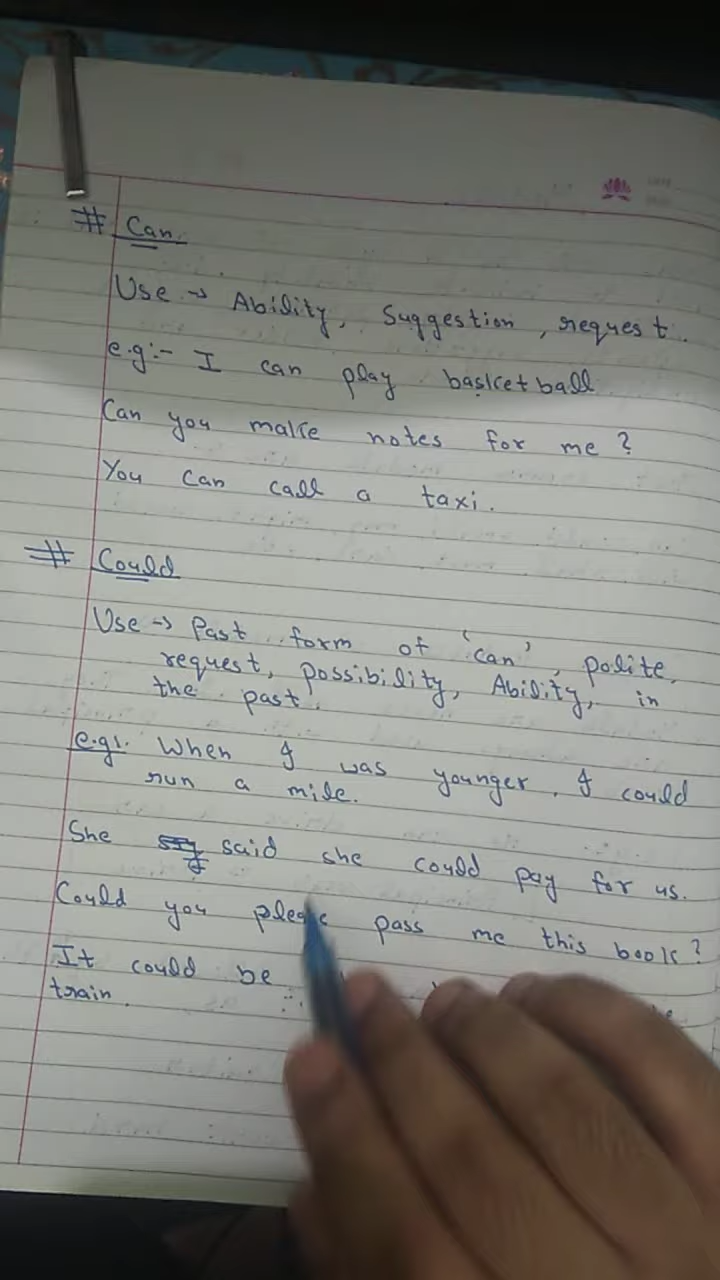 # Can.
Use → Ability, Suggestion, request.
e.g:- I can play basketball
Can you make notes for me?
You can call a taxi.
# Could
Use → Past form of 'can', polite,
request, possibility, Ability, in
the past.
e.g:. When I was younger, I could
run a mile.
She said she could pay for us.
Could you please pass me this book?
It could be
train.